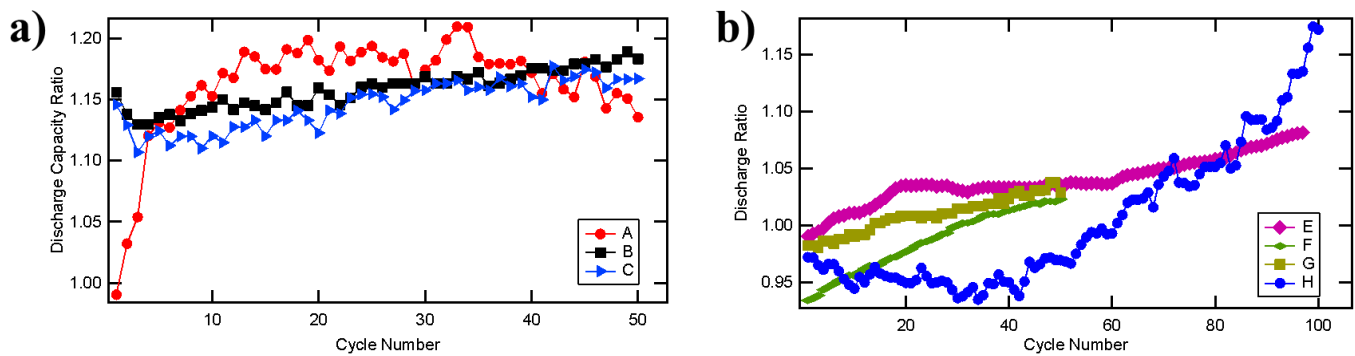 a)
Discharge Capacity Ratio
1.20
1.15
1.10
1.05
1.00
A
B
C
10
20
30
40
50
Cycle Number
b)
Discharge Ratio
1.15
1.10
1.05
1.00
0.95
E
F
G
H
20
40
60
80
100
Cycle Number